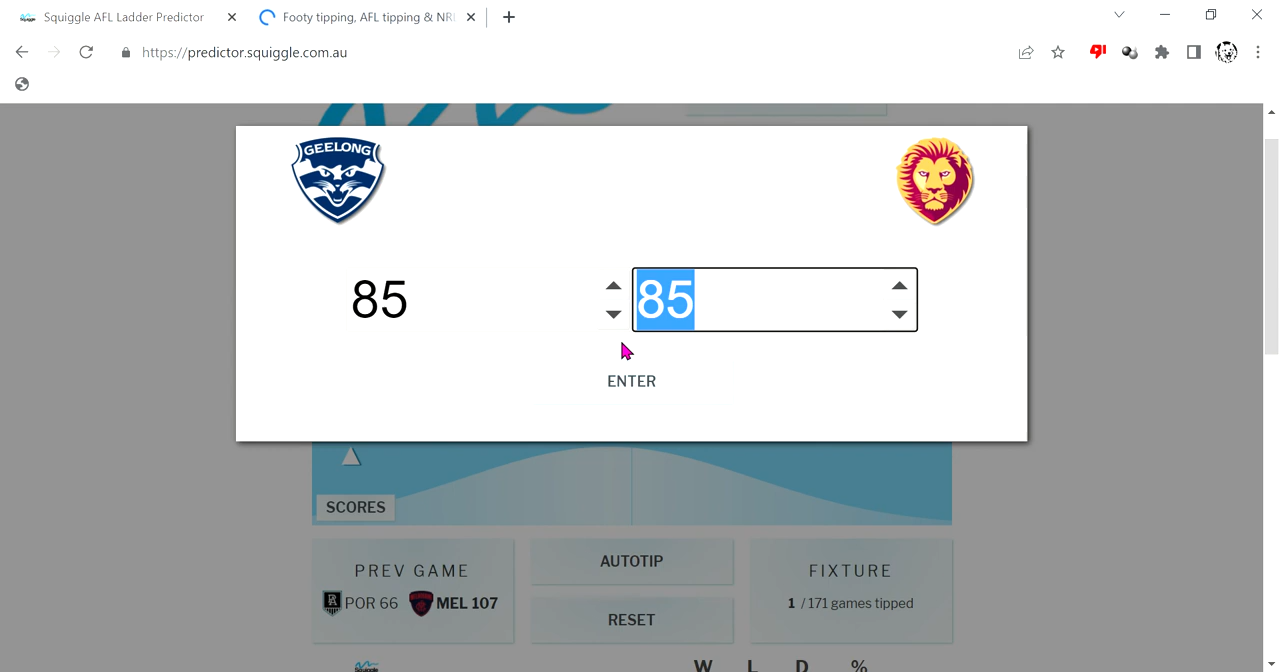 Squiggle AFL Ladder Predictor
Footy tipping, AFL tipping & NRL
https://predictor.squiggle.com.au
GEELONG
85
85
ENTER
SCORES
PREV GAME
POR 66 MEL 107
AUTOTIP
RESET
FIXTURE
1 / 171 games tipped
Squiggle
W L D %